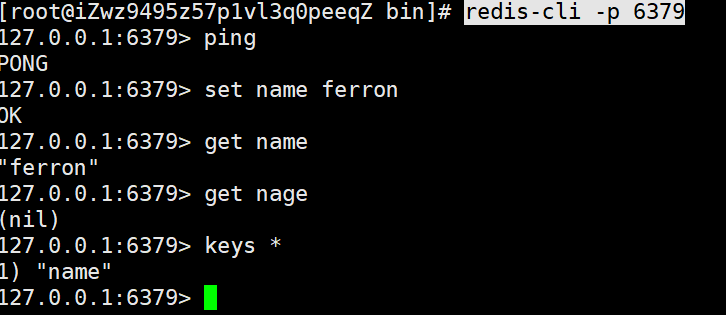 [root@iZwz9495z57p1vl3q0peeqZ bin]# redis-cli -p 6379
127.0.0.1:6379> ping
PONG
127.0.0.1:6379> set name ferron
OK
127.0.0.1:6379> get name
"ferron"
127.0.0.1:6379> get nage
(nil)
127.0.0.1:6379> keys *
1) "name"
127.0.0.1:6379>